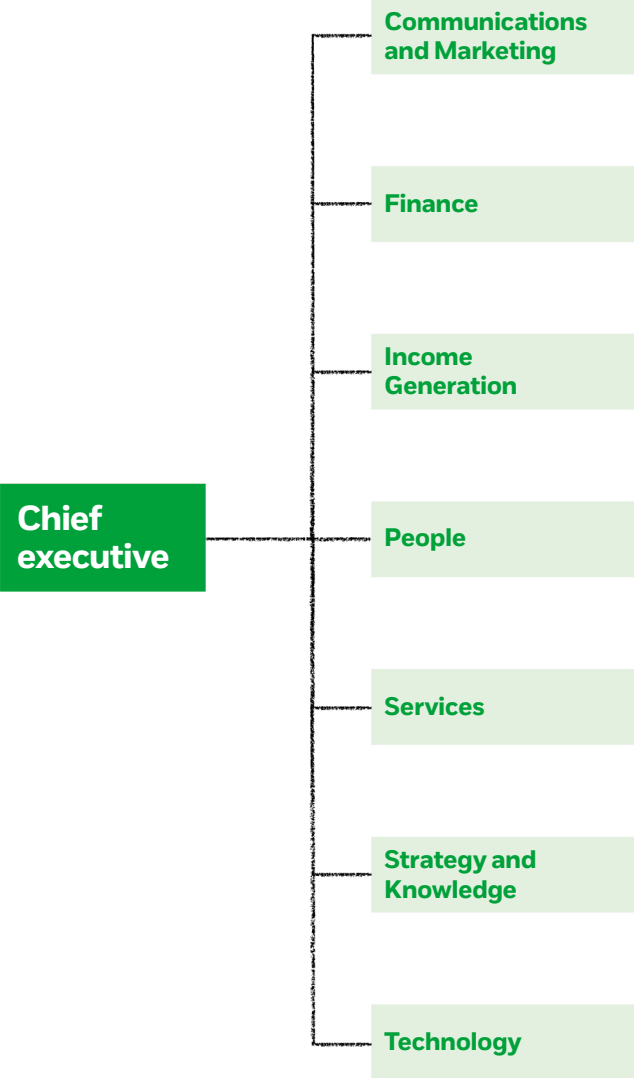 Communications
and Marketing
Finance
Income
Generation
Chief
executive
People
Services
Strategy and
Knowledge
Technology